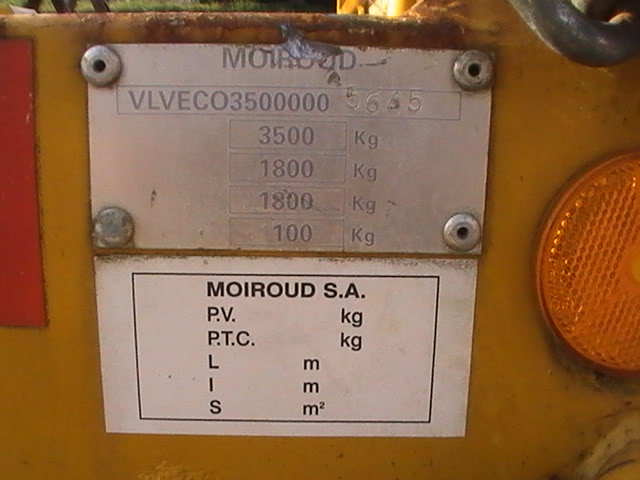 MOIROUD
VLVECO3500000 5645
3500 Kg
1800 Kg
1800 Kg
100 Kg
MOIROUD S.A.
P.V. kg
P.T.C. kg
L m
l m
S m²